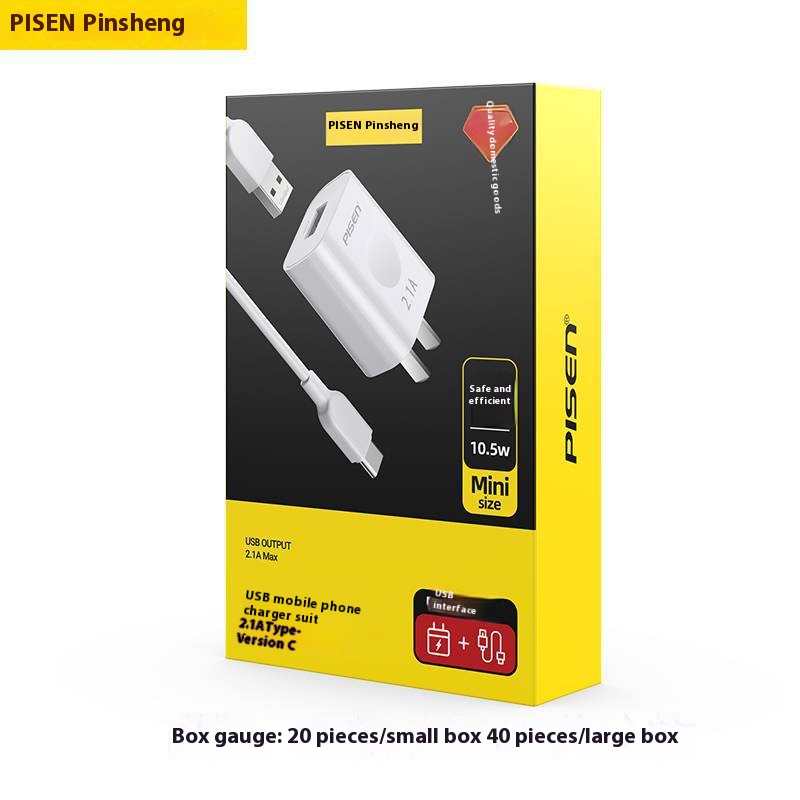 PISEN Pinsheng
PISEN Pinsheng
Quality domestic goods
PISEN
2.1A
Safe and
efficient
10.5w
Mini
size
PISEN®
USB OUTPUT
2.1A Max
USB mobile phone
charger suit
2.1A Type-
Version C
USB
interface
Box gauge: 20 pieces/small box 40 pieces/large box